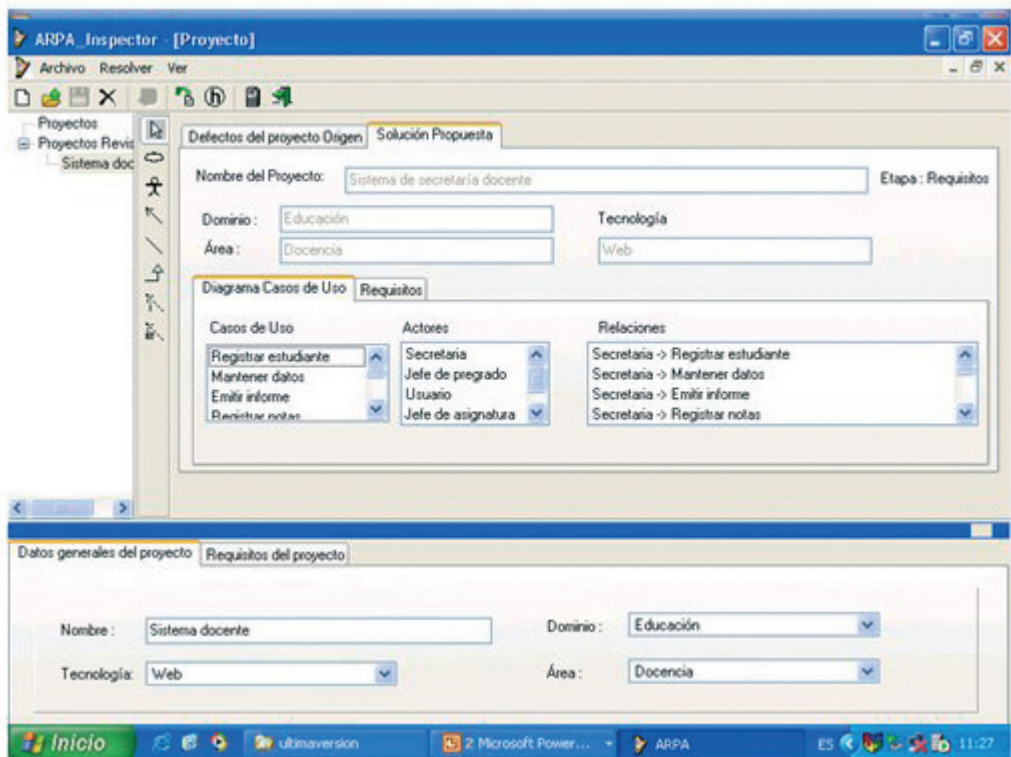 ARPA_Inspector - [Proyecto]
Archivo Resolver Ver
Proyectos
Proyectos Revis
Sistema doc
Defectos del proyecto Origen Solución Propuesta
Nombre del Proyecto: Sistema de secretaría docente Etapa : Requisitos
Dominio : Educación Tecnología
Área : Docencia Web
Diagrama Casos de Uso Requisitos
Casos de Uso Actores Relaciones
Registrar estudiante Secretaria Secretaria -> Registrar estudiante
Mantener datos Jefe de pregrado Secretaria -> Mantener datos
Emitir informe Usuario Secretaria -> Emitir informe
Registrar notas Jefe de asignatura Secretaria -> Registrar notas
Datos generales del proyecto Requisitos del proyecto
Nombre : Sistema docente Dominio : Educación
Tecnología: Web Área : Docencia
Inicio ultimaversion 2 Microsoft Power... ARPA ES 11:27